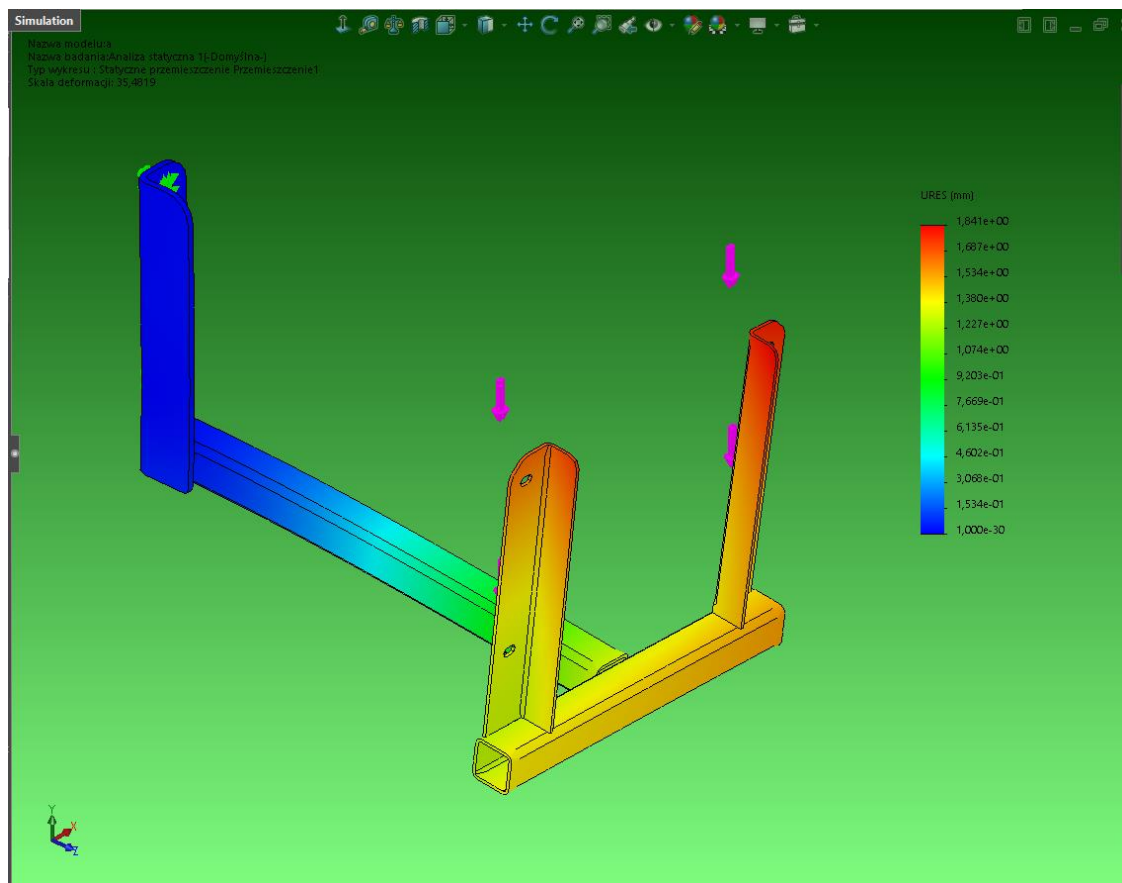 Simulation
Nazwa modelu:a
Nazwa badania:Analiza statyczna 1(-Domyślna-)
Typ wykresu : Statyczne przemieszczenie Przemieszczenie1
Skala deformacji: 35,4819
URES (mm)
1,841e+00
1,687e+00
1,534e+00
1,380e+00
1,227e+00
1,074e+00
9,203e-01
7,669e-01
6,135e-01
4,602e-01
3,068e-01
1,534e-01
1,000e-30
Y
X
Z